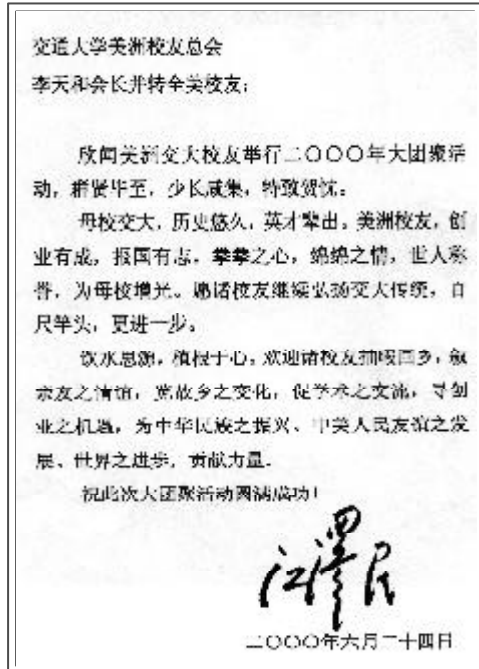 交通大学美洲校友总会
李天和会长并转全美校友：
欣闻美洲交大校友举行二〇〇〇年大团聚活
动，群贤毕至，少长咸集，特致贺忱。
母校交大，历史悠久，英才辈出。美洲校友，创
业有成，报国有志，拳拳之心，绵绵之情，世人称
誉，为母校增光。愿诸校友继续弘扬交大传统，百
尺竿头，更进一步。
饮水思源，植根于心。欢迎诸校友抽暇回乡，叙
亲友之情谊，览故乡之变化，促学术之交流，寻创
业之机遇，为中华民族之振兴、中美人民友谊之发
展、世界之进步，贡献力量。
祝此次大团聚活动圆满成功！
江泽民
二〇〇〇年六月二十四日